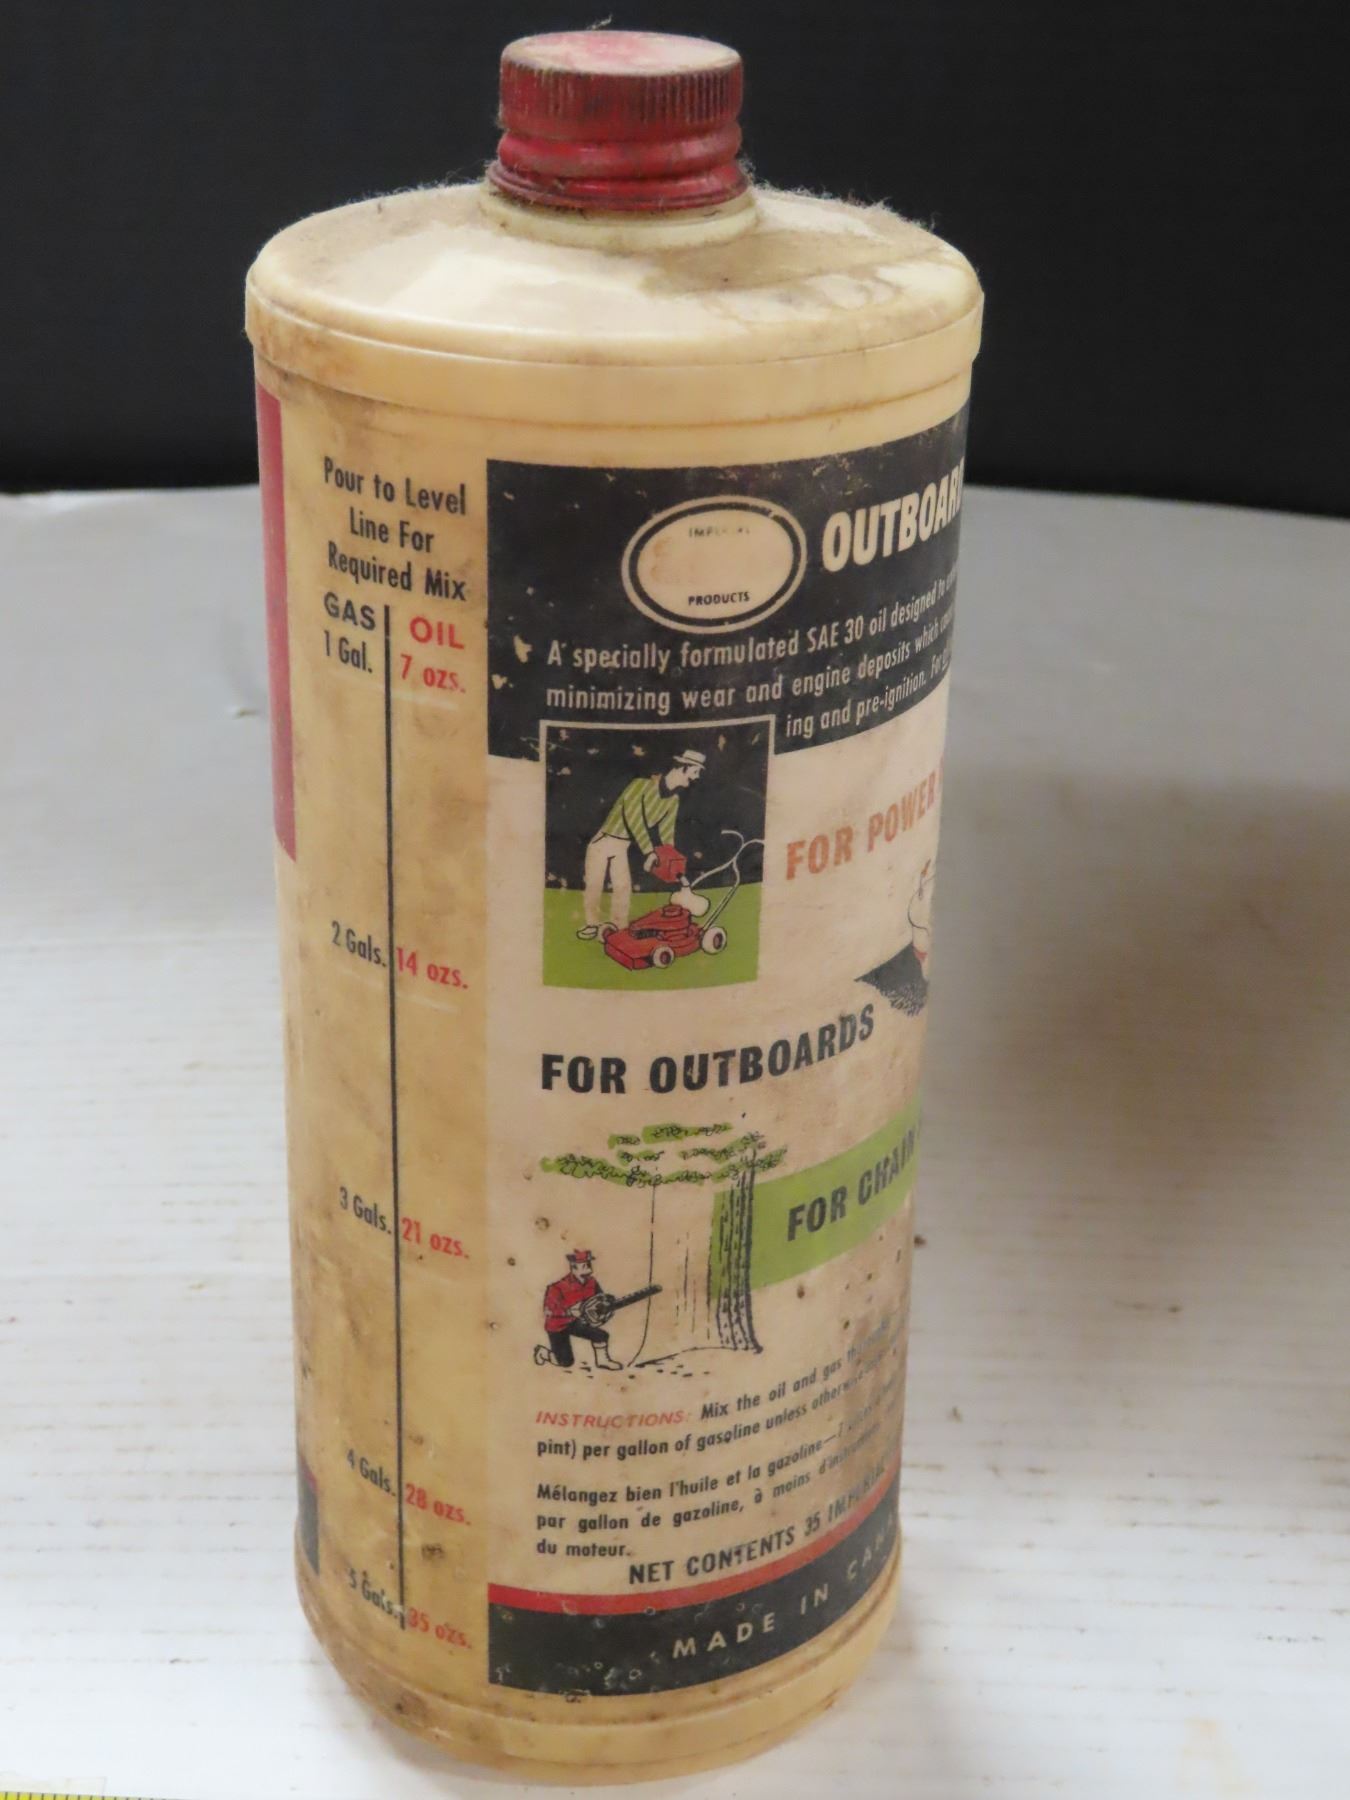 Pour to Level
Line For
Required Mix
GAS OIL
1 Gal. 7 ozs.
2 Gals. 14 ozs.
3 Gals. 21 ozs.
4 Gals. 28 ozs.
5 Gals. 35 ozs.
IMPERIAL
PRODUCTS
OUTBOARD
A specially formulated SAE 30 oil designed to
minimizing wear and engine deposits which
ing and pre-ignition. For
FOR POWER
FOR OUTBOARDS
FOR CHAIN
INSTRUCTIONS: Mix the oil and gas
pint) per gallon of gasoline unless
Mélangez bien l'huile et la gazoline—7
par gallon de gazoline, à moins
du moteur.
NET CONTENTS 35 IMPERIAL
MADE IN CANA